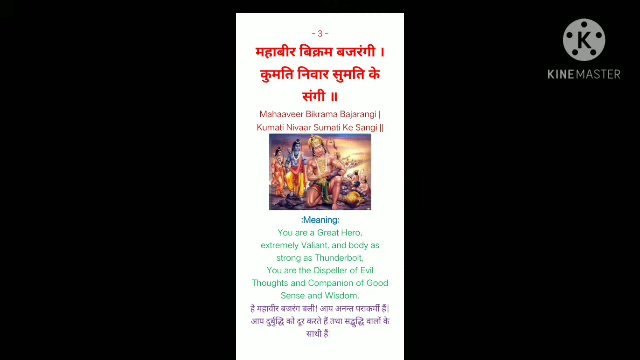 - 3 -
महाबीर बिक्रम बजरंगी ।
कुमति निवार सुमति के
संगी ॥
Mahaaveer Bikrama Bajarangi |
Kumati Nivaar Sumati Ke Sangi ||
:Meaning:
You are a Great Hero,
extremely Valiant, and body as
strong as Thunderbolt,
You are the Dispeller of Evil
Thoughts and Companion of Good
Sense and Wisdom.
हे महावीर बजरंग बली! आप अनन्त पराकर्मी हैं|
आप दुर्बुद्धि को दूर करते हैं तथा सद्बुद्धि वालों के
साथी हैं
K
KINEMASTER